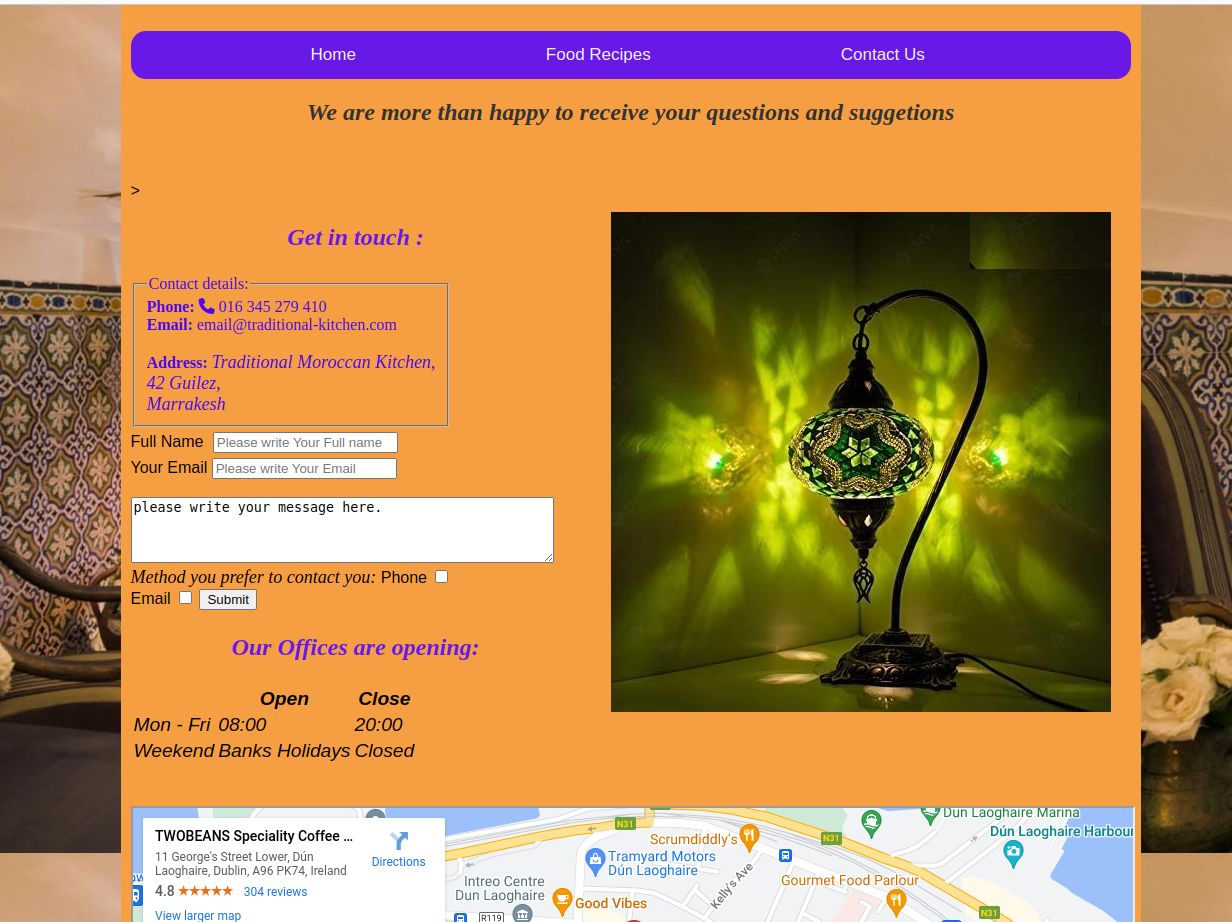 Home Food Recipes Contact Us
We are more than happy to receive your questions and suggetions
>
Get in touch :
Contact details:
Phone: 016 345 279 410
Email: email@traditional-kitchen.com
Address: Traditional Moroccan Kitchen,
42 Guilez,
Marrakesh
Full Name Please write Your Full name
Your Email Please write Your Email
please write your message here.
Method you prefer to contact you: Phone
Email Submit
Our Offices are opening:
Open Close
Mon - Fri 08:00 20:00
Weekend Banks Holidays Closed
TWOBEANS Speciality Coffee …
11 George's Street Lower, Dún
Laoghaire, Dublin, A96 PK74, Ireland
4.8 ★★★★★ 304 reviews
View larger map
Directions
N31
Scrumdiddly's
N31
Dun Laoghaire Marina
Dún Laoghaire Harbour
Tramyard Motors
Dún Laoghaire
Intreo Centre
Dun Laoghaire
Kelly's Ave
Gourmet Food Parlour
Good Vibes
R119
N31